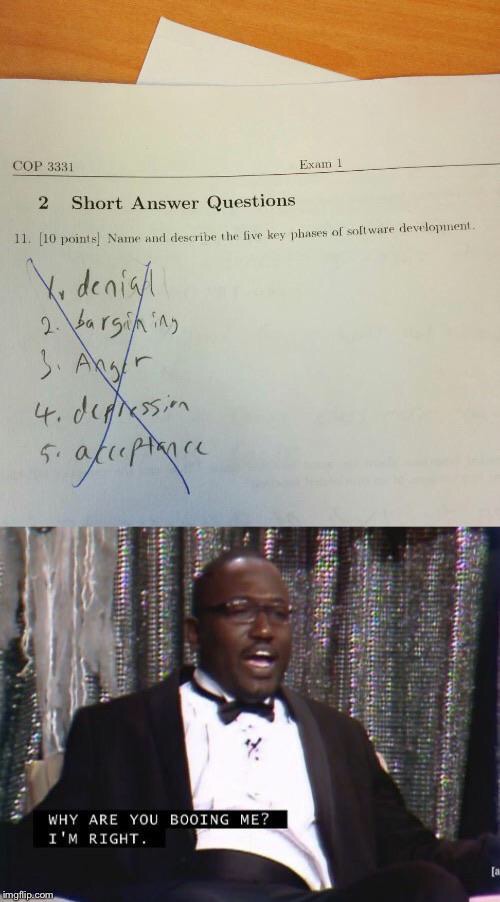 COP 3331 Exam 1
2 Short Answer Questions
11. [10 points] Name and describe the five key phases of software development.
1. denial
2. bargining
3. Anger
4. depression
5. acceptance
WHY ARE YOU BOOING ME?
I'M RIGHT.
[a
imgflip.com